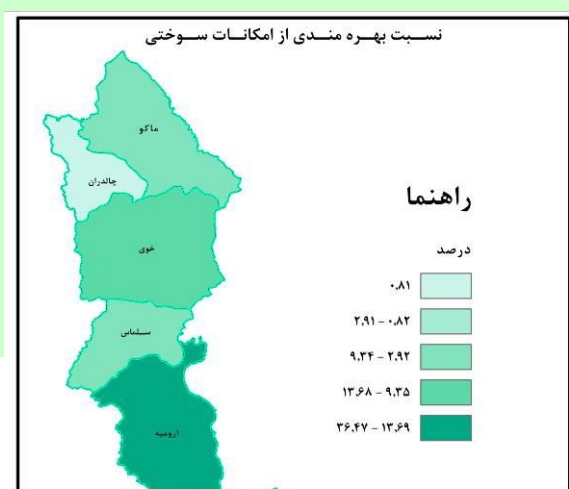 نسبت بهره مندی از امکانات سوختی
ماکو
چالدران
خوی
سلماس
ارومیه
راهنما
درصد
۰.۸۱
۲.۹۱ - ۰.۸۲
۹.۳۴ - ۲.۹۲
۱۳.۶۸ - ۹.۳۵
۳۶.۴۷ - ۱۳.۶۹